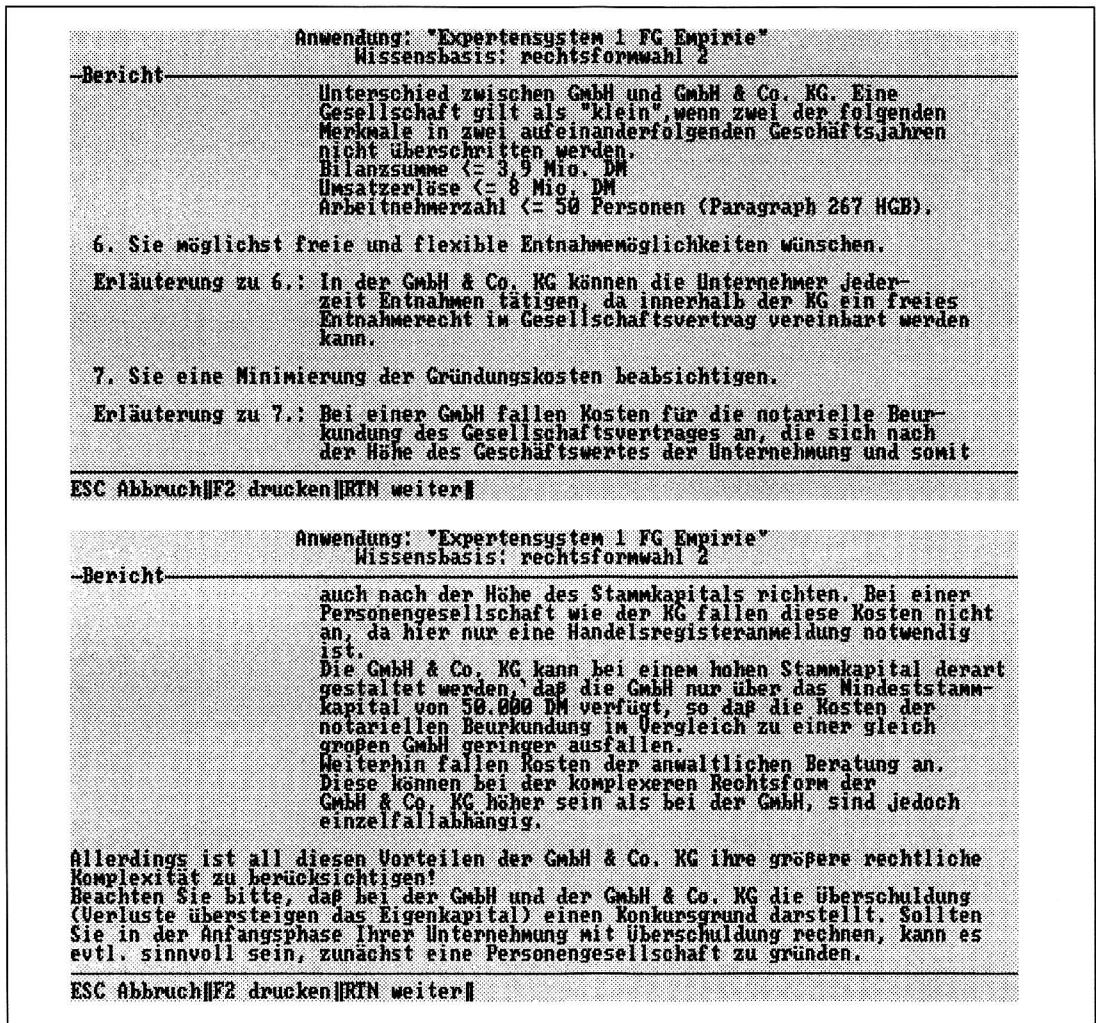 Anwendung: "Expertensystem 1 FG Empirie"
Wissensbasis: rechtsformwahl 2
Bericht
Unterschied zwischen GmbH und GmbH & Co. KG. Eine
Gesellschaft gilt als "klein",wenn zwei der folgenden
Merkmale in zwei aufeinanderfolgenden Geschäftsjahren
nicht überschritten werden.
Bilanzsumme <= 3,9 Mio. DM
Umsatzerlöse <= 8 Mio. DM
Arbeitnehmerzahl <= 50 Personen (Paragraph 267 HGB).
6. Sie möglichst freie und flexible Entnahmemöglichkeiten wünschen.
Erläuterung zu 6.: In der GmbH & Co. KG können die Unternehmer jeder-
zeit Entnahmen tätigen, da innerhalb der KG ein freies
Entnahmerecht im Gesellschaftsvertrag vereinbart werden
kann.
7. Sie eine Minimierung der Gründungskosten beabsichtigen.
Erläuterung zu 7.: Bei einer GmbH fallen Kosten für die notarielle Beur-
kundung des Gesellschaftsvertrages an, die sich nach
der Höhe des Geschäftswertes der Unternehmung und somit
ESC Abbruch||F2 drucken||RTN weiter||
Anwendung: "Expertensystem 1 FG Empirie"
Wissensbasis: rechtsformwahl 2
Bericht
auch nach der Höhe des Stammkapitals richten. Bei einer
Personengesellschaft wie der KG fallen diese Kosten nicht
an, da hier nur eine Handelsregisteranmeldung notwendig
ist.
Die GmbH & Co. KG kann bei einem hohen Stammkapital derart
gestaltet werden, daß die GmbH nur über das Mindeststamm-
kapital von 50.000 DM verfügt, so daß die Kosten der
notariellen Beurkundung im Vergleich zu einer gleich
großen GmbH geringer ausfallen.
Weiterhin fallen Kosten der anwaltlichen Beratung an.
Diese können bei der komplexeren Rechtsform der
GmbH & Co. KG höher sein als bei der GmbH, sind jedoch
einzelfallabhängig.
Allerdings ist all diesen Vorteilen der GmbH & Co. KG ihre größere rechtliche
Komplexität zu berücksichtigen!
Beachten Sie bitte, daß bei der GmbH und der GmbH & Co. KG die Überschuldung
(Verluste übersteigen das Eigenkapital) einen Konkursgrund darstellt. Sollten
Sie in der Anfangsphase Ihrer Unternehmung mit Überschuldung rechnen, kann es
evtl. sinnvoll sein, zunächst eine Personengesellschaft zu gründen.
ESC Abbruch||F2 drucken||RTN weiter||